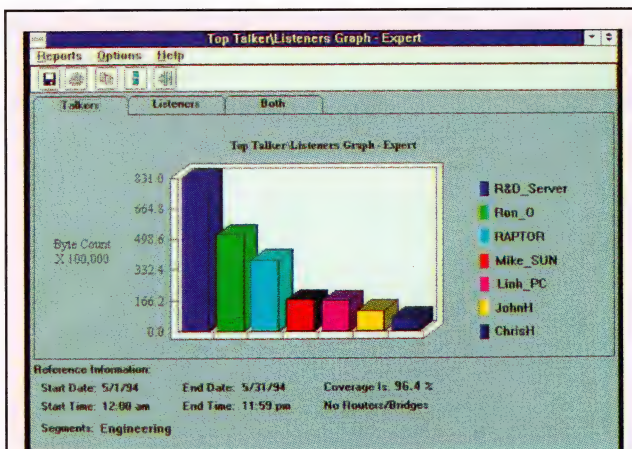 Top Talker\Listeners Graph - Expert
Reports Options Help
Talkers Listeners Both
Top Talker\Listeners Graph - Expert
831.0
664.8
498.6
332.4
166.2
0.0
Byte Count
X 100,000
R&D_Server
Ron_O
RAPTOR
Mike_SUN
Linh_PC
JohnH
ChrisH
Reference Information:
Start Date: 5/1/94 End Date: 5/31/94 Coverage Is: 96.4 %
Start Time: 12:00 am End Time: 11:59 pm No Routers/Bridges
Segments: Engineering